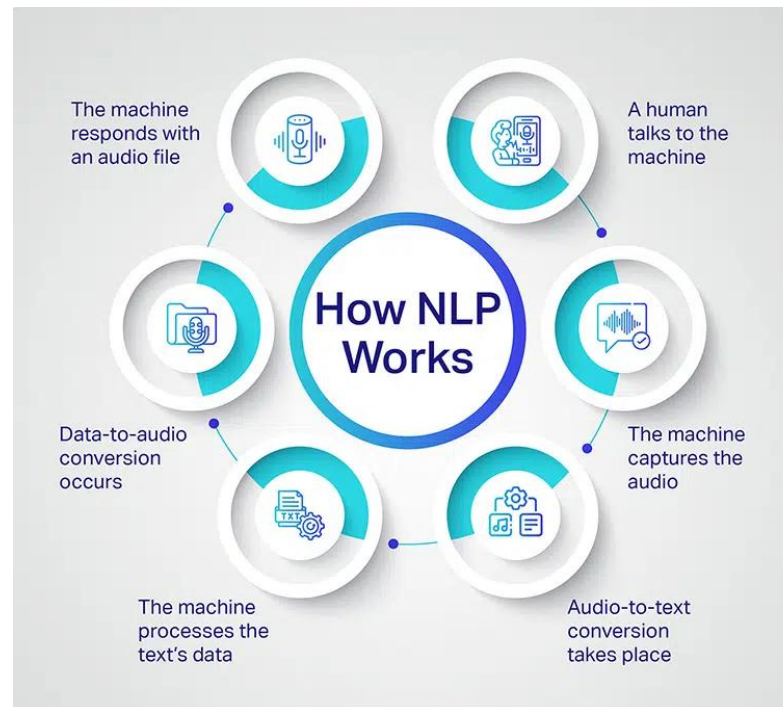 How NLP
Works
A human
talks to the
machine
The machine
captures the
audio
Audio-to-text
conversion
takes place
The machine
processes the
text's data
TXT
Data-to-audio
conversion
occurs
The machine
responds with
an audio file